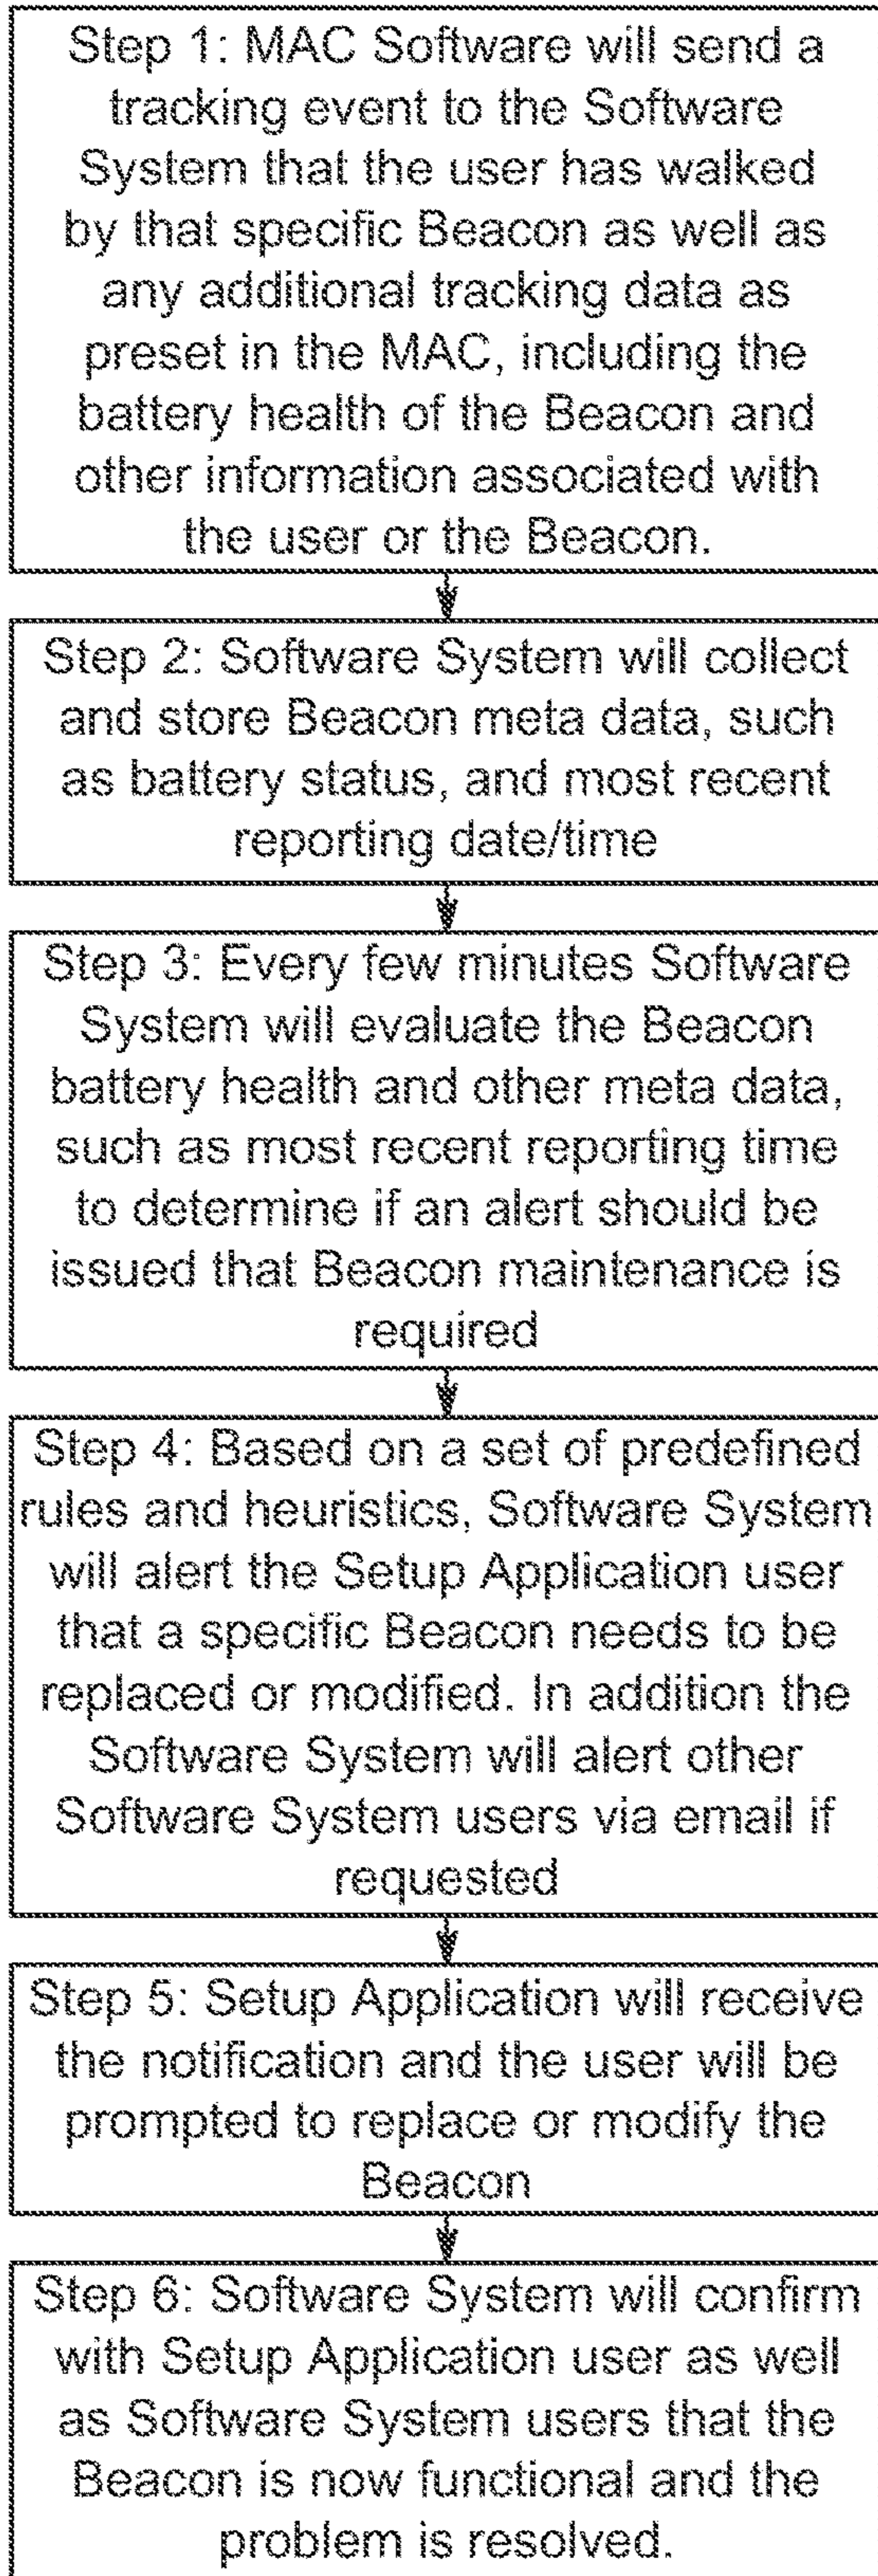 Step 1: MAC Software will send a
tracking event to the Software
System that the user has walked
by that specific Beacon as well as
any additional tracking data as
preset in the MAC, including the
battery health of the Beacon and
other information associated with
the user or the Beacon.
Step 2: Software System will collect
and store Beacon meta data, such
as battery status, and most recent
reporting date/time
Step 3: Every few minutes Software
System will evaluate the Beacon
battery health and other meta data,
such as most recent reporting time
to determine if an alert should be
issued that Beacon maintenance is
required
Step 4: Based on a set of predefined
rules and heuristics, Software System
will alert the Setup Application user
that a specific Beacon needs to be
replaced or modified. In addition the
Software System will alert other
Software System users via email if
requested
Step 5: Setup Application will receive
the notification and the user will be
prompted to replace or modify the
Beacon
Step 6: Software System will confirm
with Setup Application user as well
as Software System users that the
Beacon is now functional and the
problem is resolved.